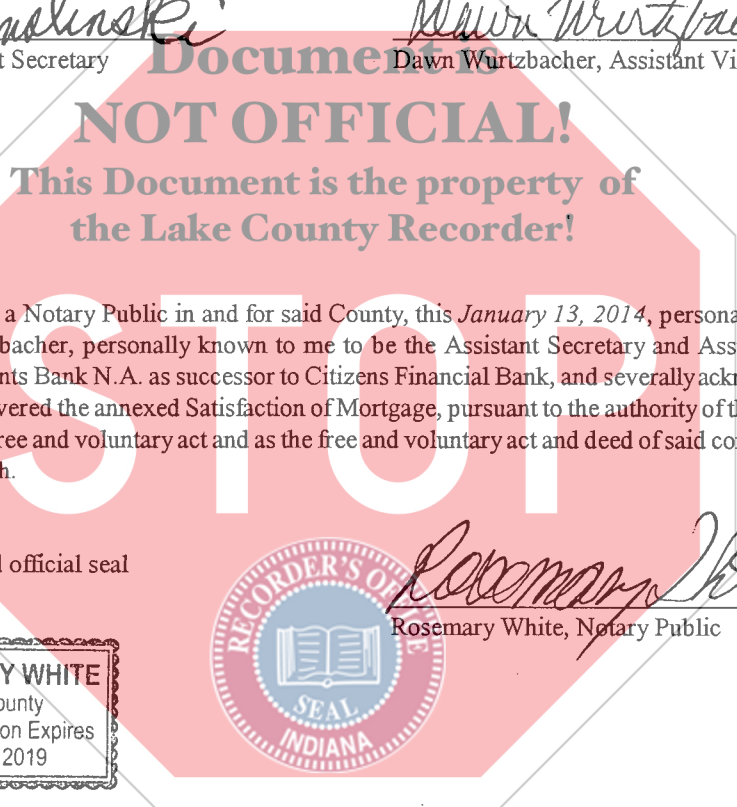 Dawn Wurtzbac
t Secretary
Dawn Wurtzbacher, Assistant Vi
Document is
NOT OFFICIAL!
This Document is the property of
the Lake County Recorder!
a Notary Public in and for said County, this January 13, 2014, persona
bacher, personally known to me to be the Assistant Secretary and Ass
nts Bank N.A. as successor to Citizens Financial Bank, and severally ackn
vered the annexed Satisfaction of Mortgage, pursuant to the authority of th
ree and voluntary act and as the free and voluntary act and deed of said cor
h.
STOP
l official seal
Rosemary Wh
Rosemary White, Notary Public
RECORDER'S OFFICE
SEAL
INDIANA
Y WHITE
ounty
on Expires
2019